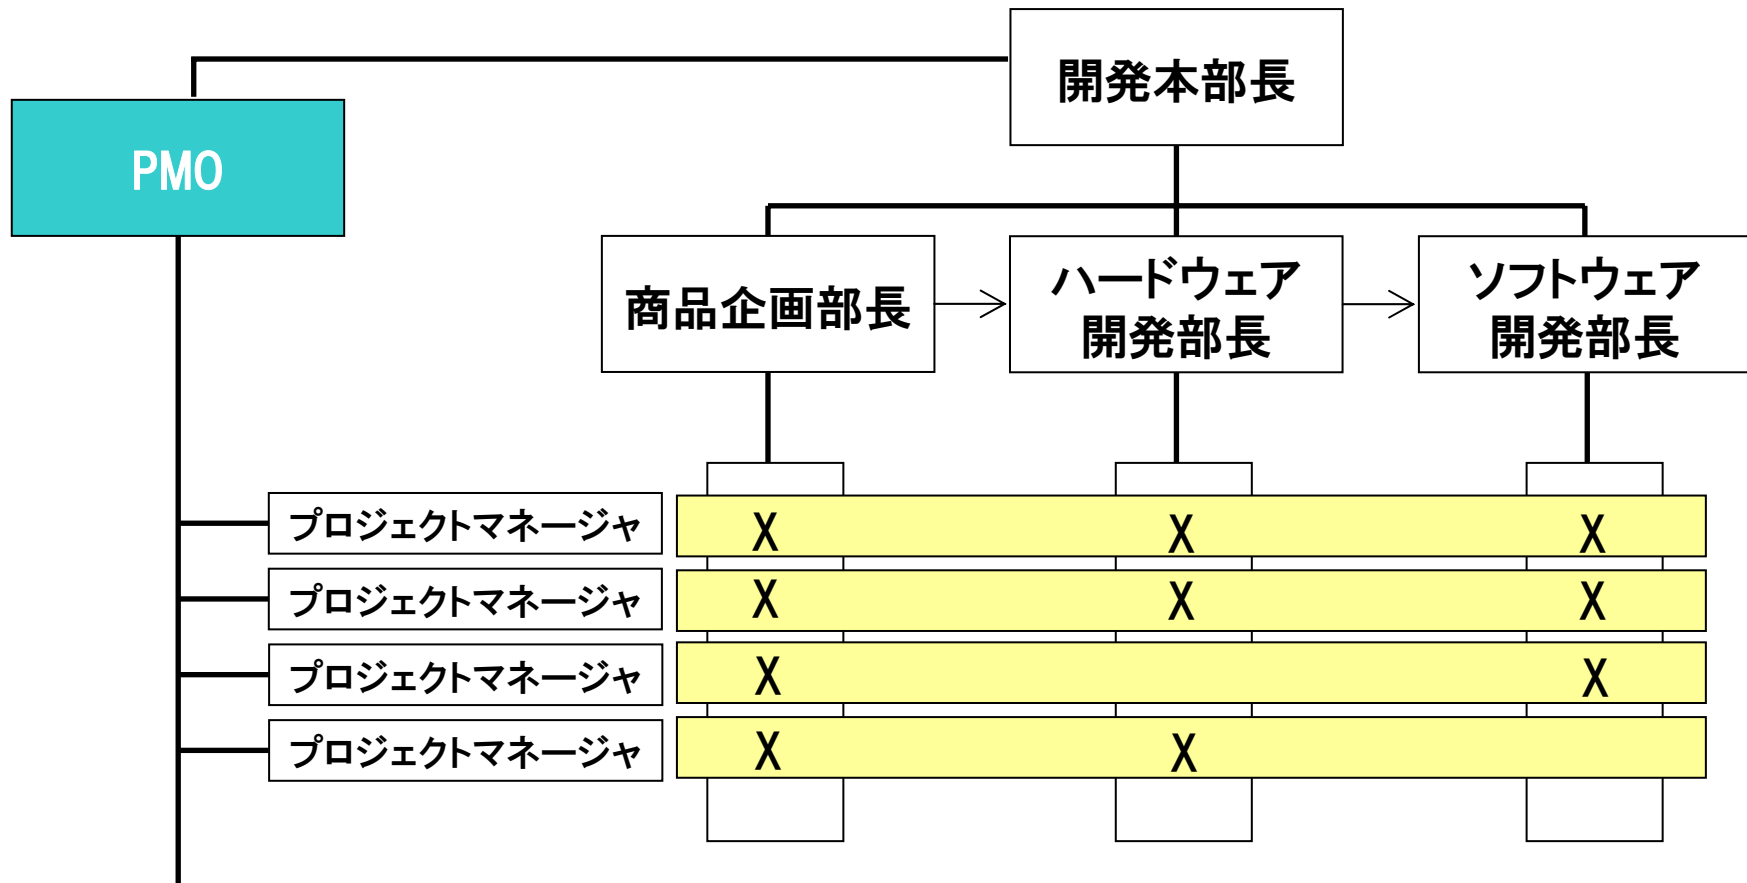 開発本部長
PMO
商品企画部長
ハードウェア
開発部長
ソフトウェア
開発部長
プロジェクトマネージャ
X X X
プロジェクトマネージャ
X X X
プロジェクトマネージャ
X X
プロジェクトマネージャ
X X